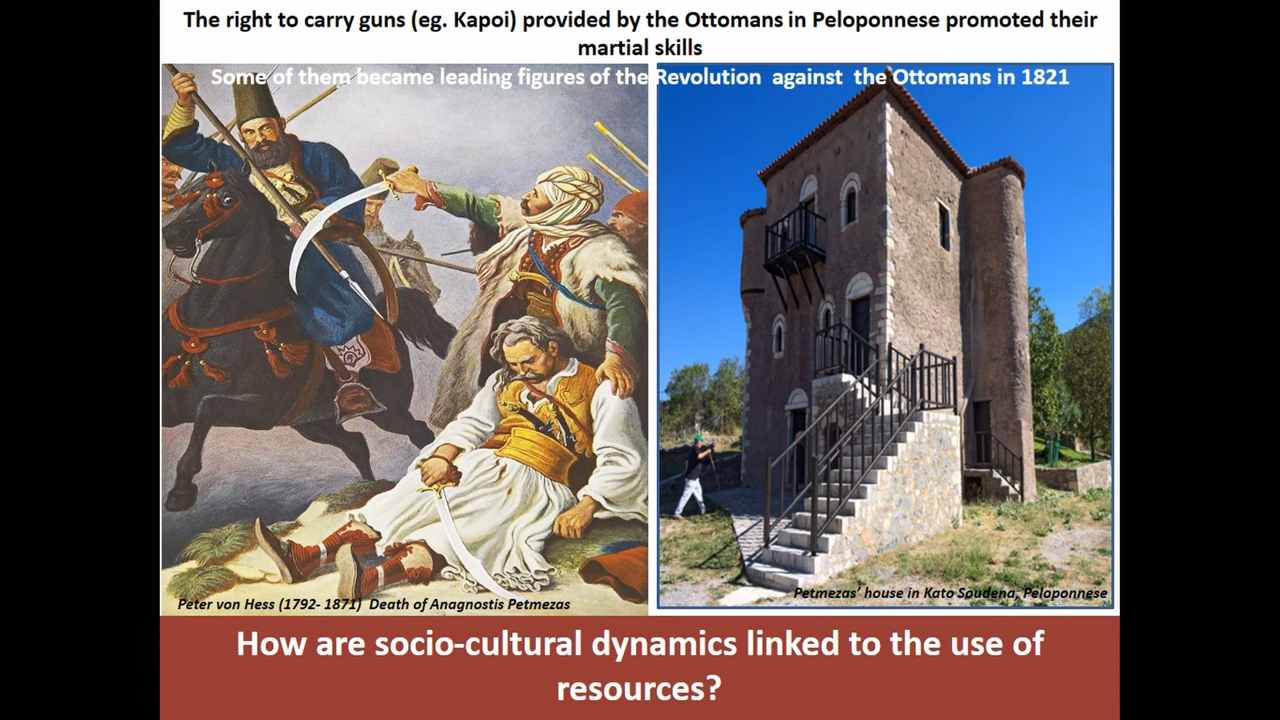 The right to carry guns (eg. Kapoi) provided by the Ottomans in Peloponnese promoted their
martial skills
Some of them became leading figures of the Revolution against the Ottomans in 1821
Peter von Hess (1792- 1871) Death of Anagnostis Petmezas
Petmezas' house in Kato Soudena, Peloponnese
How are socio-cultural dynamics linked to the use of
resources?